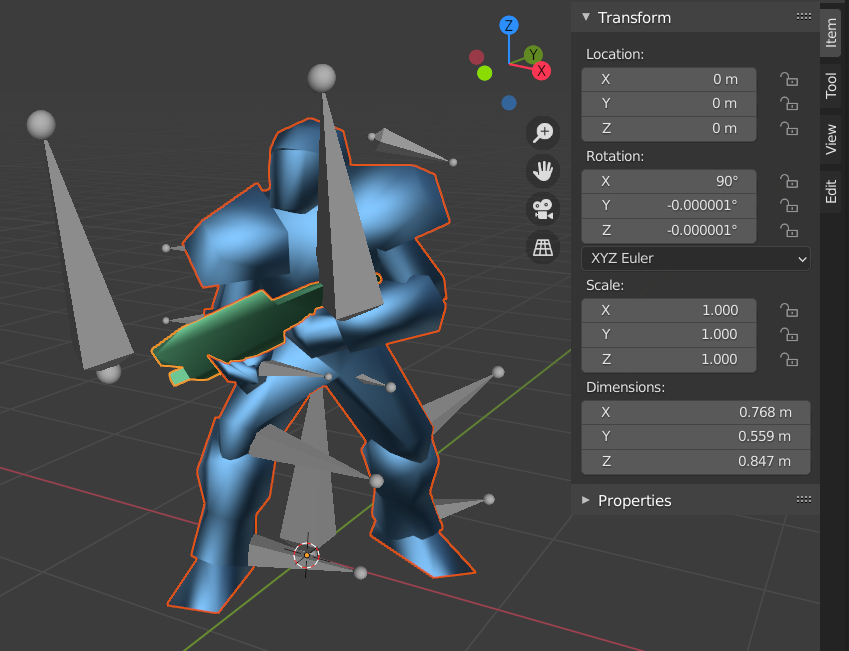 Transform
Location:
X 0 m
Y 0 m
Z 0 m
Rotation:
X 90°
Y -0.000001°
Z -0.000001°
XYZ Euler
Scale:
X 1.000
Y 1.000
Z 1.000
Dimensions:
X 0.768 m
Y 0.559 m
Z 0.847 m
Properties
Item
Tool
View
Edit
Z
Y
X